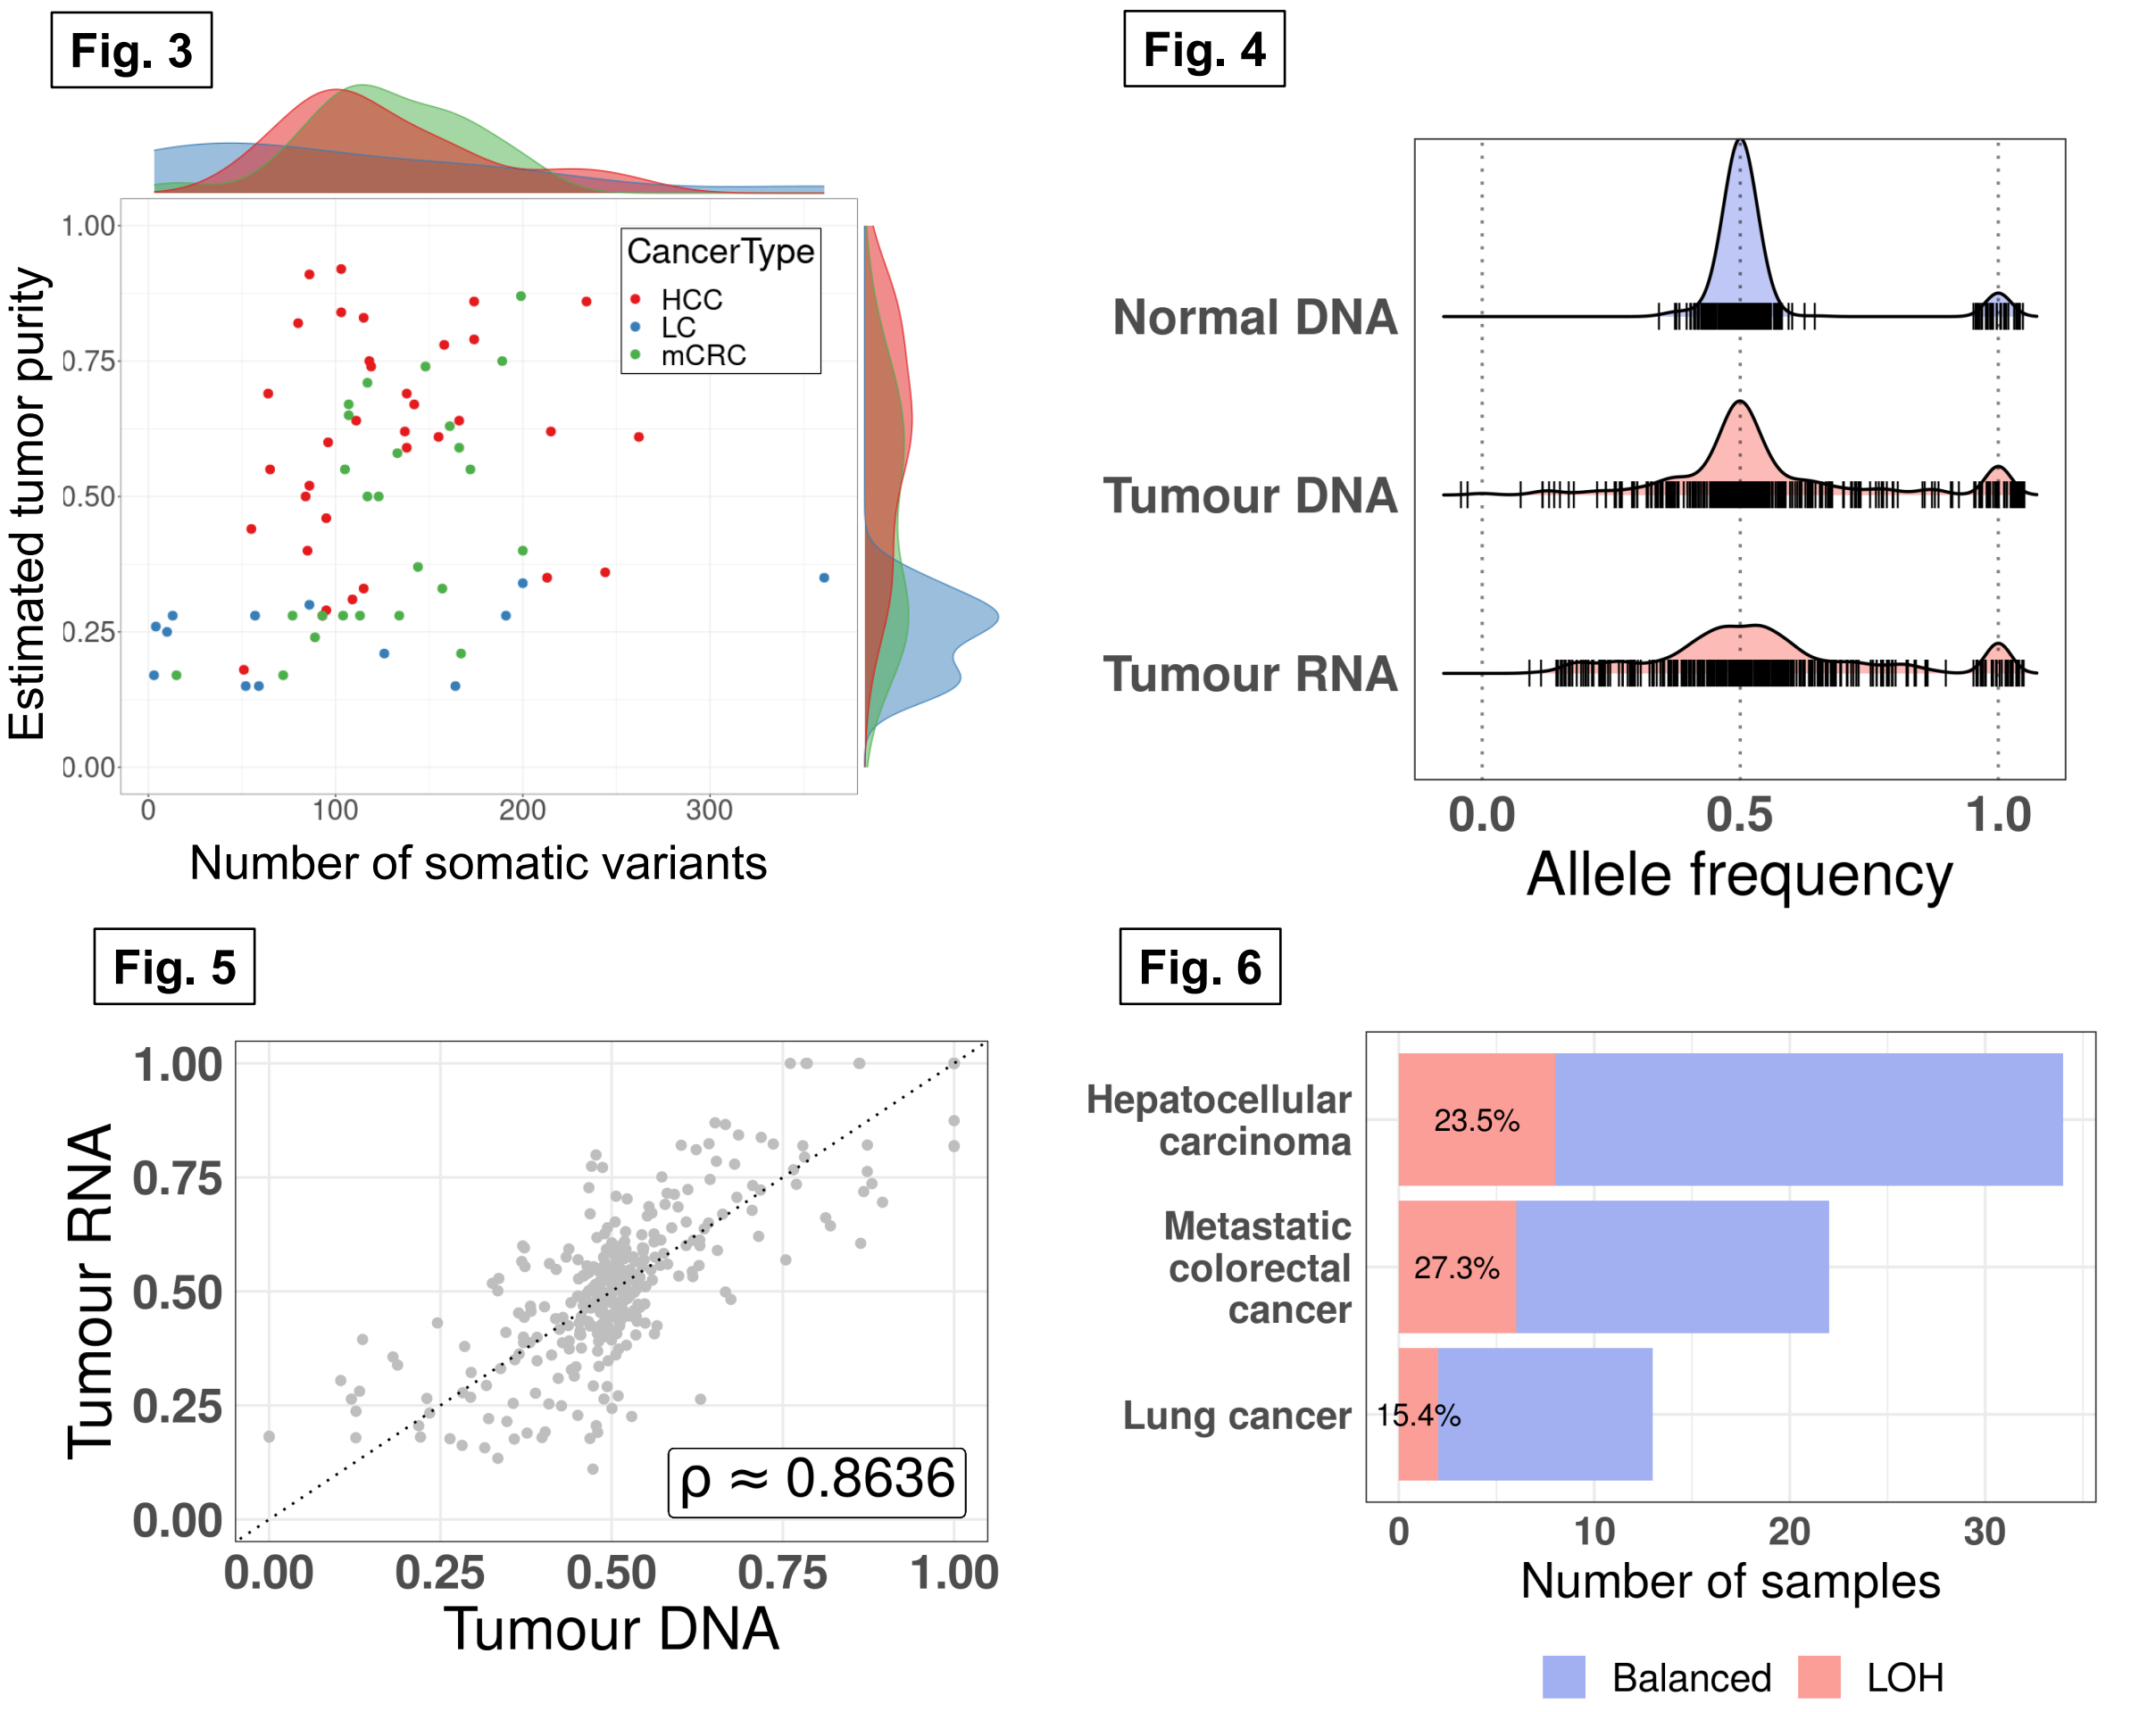 Fig. 3
Estimated tumor purity
1.00
0.75
0.50
0.25
0.00
CancerType
HCC
LC
mCRC
0 100 200 300
Number of somatic variants
Fig. 4
Normal DNA
Tumour DNA
Tumour RNA
0.0 0.5 1.0
Allele frequency
Fig. 5
Tumour RNA
1.00
0.75
0.50
0.25
0.00
ρ ≈ 0.8636
0.00 0.25 0.50 0.75 1.00
Tumour DNA
Fig. 6
Hepatocellular
carcinoma
23.5%
Metastatic
colorectal
cancer
27.3%
Lung cancer
15.4%
0 10 20 30
Number of samples
Balanced LOH